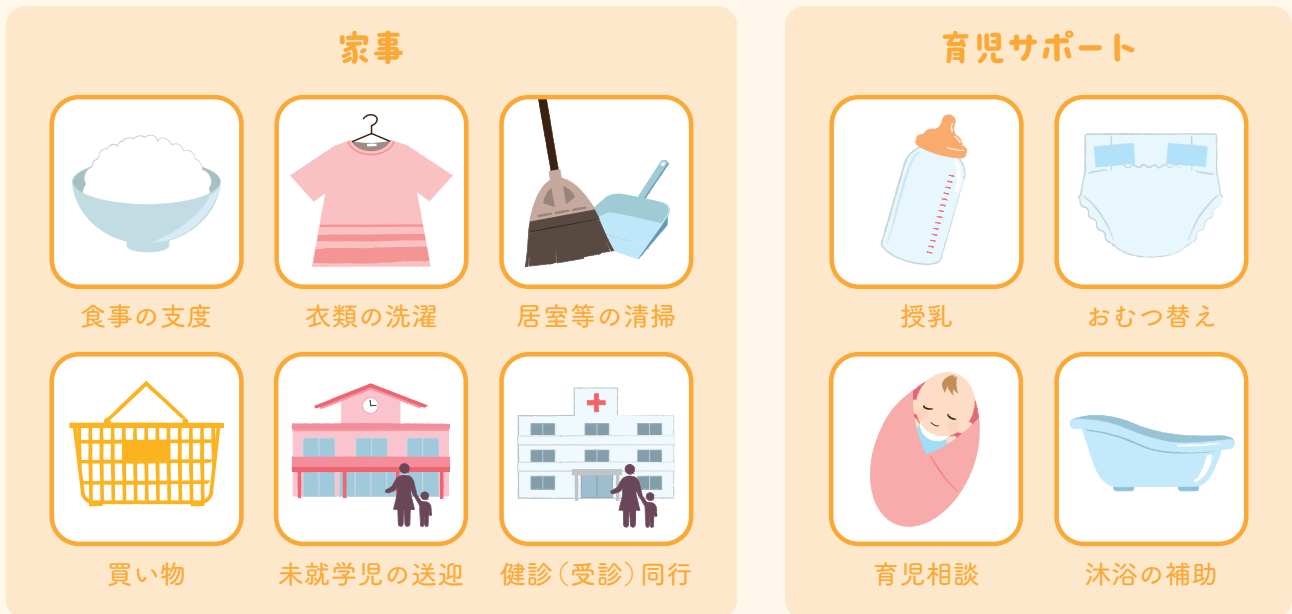 家事
食事の支度
衣類の洗濯
居室等の清掃
買い物
未就学児の送迎
健診(受診)同行
育児サポート
授乳
おむつ替え
育児相談
沐浴の補助